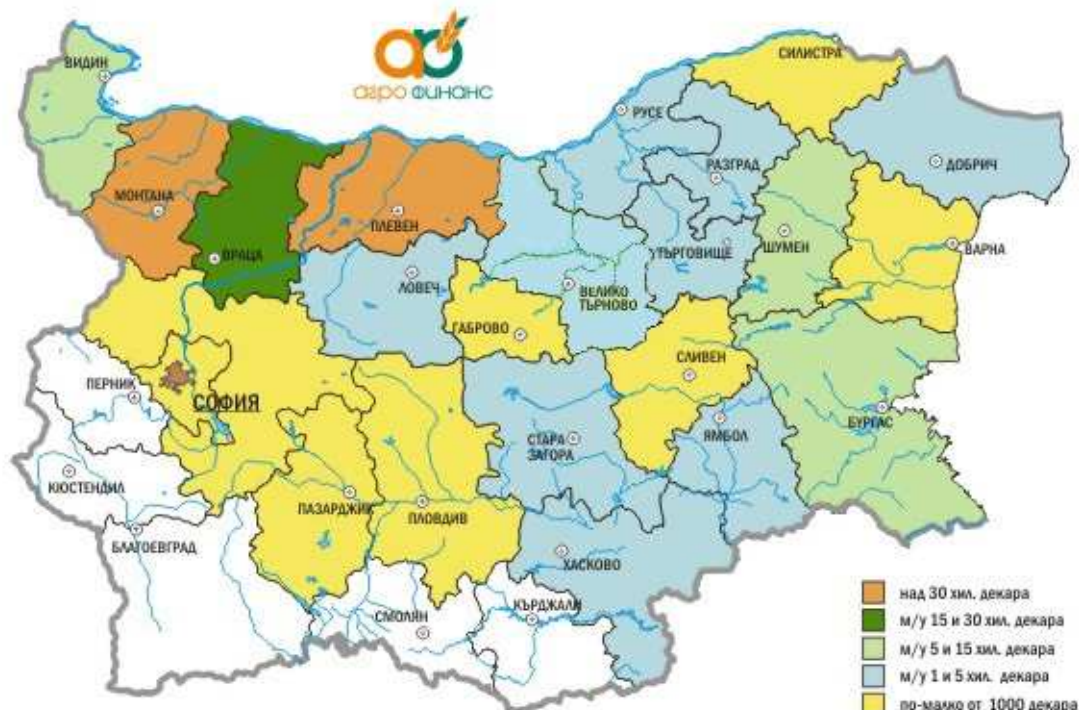 агро финанс
ВИДИН
СИЛИСТРА
РУСЕ
ДОБРИЧ
РАЗГРАД
МОНТАНА
ПЛЕВЕН
ШУМЕН
ВАРНА
ВРАЦА
ТЪРГОВИЩЕ
ЛОВЕЧ
ВЕЛИКО
ТЪРНОВО
ГАБРОВО
СЛИВЕН
ПЕРНИК
СОФИЯ
БУРГАС
ЯМБОЛ
СТАРА
ЗАГОРА
КЮСТЕНДИЛ
ПАЗАРДЖИК
ПЛОВДИВ
БЛАГОЕВГРАД
ХАСКОВО
КЪРДЖАЛИ
СМОЛЯН
над 30 хил. декара
м/у 15 и 30 хил. декара
м/у 5 и 15 хил. декара
м/у 1 и 5 хил. декара
по-малко от 1000 декара